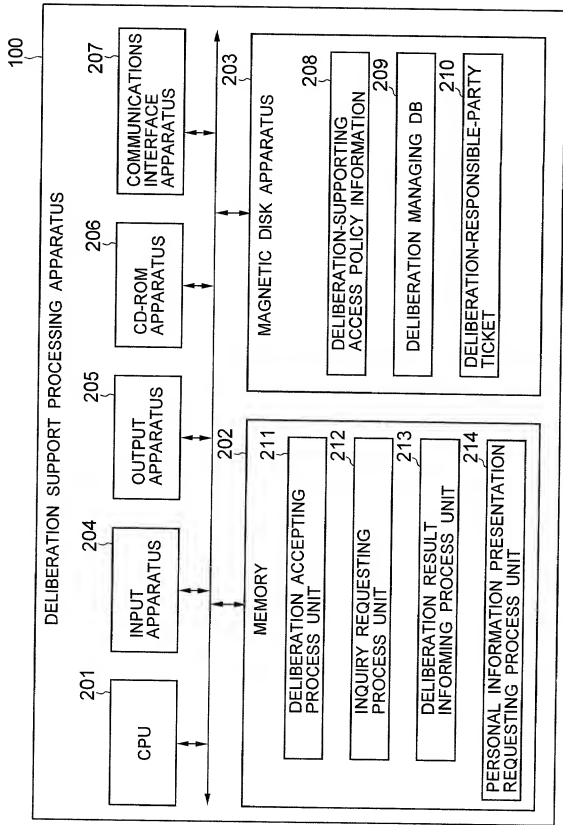 DELIBERATION SUPPORT PROCESSING APPARATUS
100
201
CPU
204
INPUT
APPARATUS
205
OUTPUT
APPARATUS
206
CD-ROM
APPARATUS
207
COMMUNICATIONS
INTERFACE
APPARATUS
202
MEMORY
211
DELIBERATION ACCEPTING
PROCESS UNIT
212
INQUIRY REQUESTING
PROCESS UNIT
213
DELIBERATION RESULT
INFORMING PROCESS UNIT
214
PERSONAL INFORMATION PRESENTATION
REQUESTING PROCESS UNIT
203
MAGNETIC DISK APPARATUS
208
DELIBERATION-SUPPORTING
ACCESS POLICY INFORMATION
209
DELIBERATION MANAGING DB
210
DELIBERATION-RESPONSIBLE-PARTY
TICKET